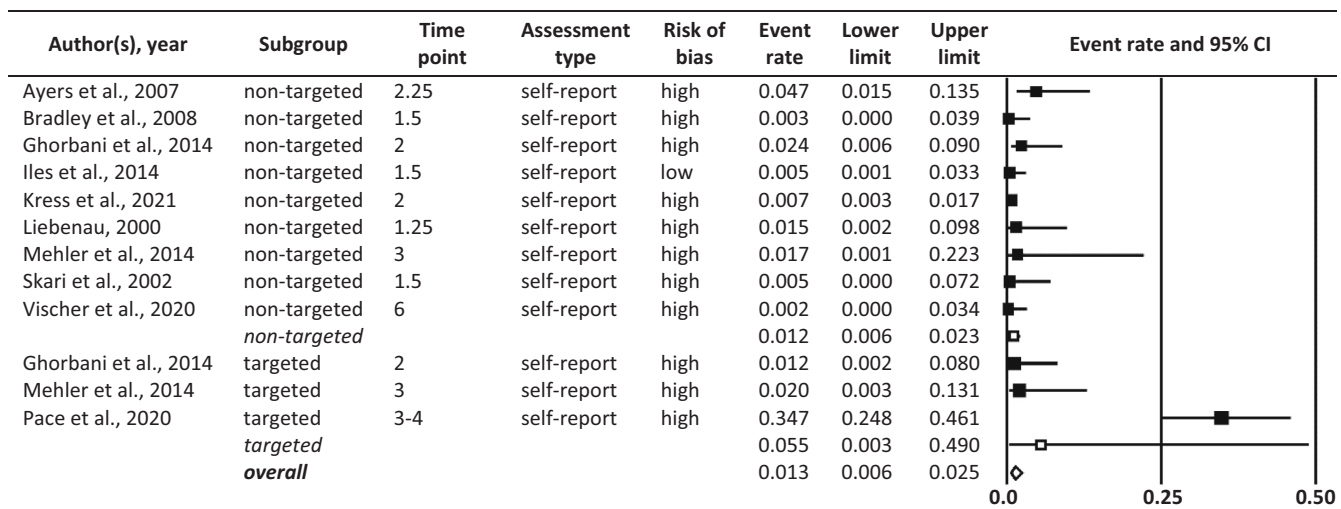 Author(s), year Subgroup Time point Assessment type Risk of bias Event rate Lower limit Upper limit Event rate and 95% CI
Ayers et al., 2007 non-targeted 2.25 self-report high 0.047 0.015 0.135
Bradley et al., 2008 non-targeted 1.5 self-report high 0.003 0.000 0.039
Ghorbani et al., 2014 non-targeted 2 self-report high 0.024 0.006 0.090
Iles et al., 2014 non-targeted 1.5 self-report low 0.005 0.001 0.033
Kress et al., 2021 non-targeted 2 self-report high 0.007 0.003 0.017
Liebenau, 2000 non-targeted 1.25 self-report high 0.015 0.002 0.098
Mehler et al., 2014 non-targeted 3 self-report high 0.017 0.001 0.223
Skari et al., 2002 non-targeted 1.5 self-report high 0.005 0.000 0.072
Vischer et al., 2020 non-targeted 6 self-report high 0.002 0.000 0.034
non-targeted 0.012 0.006 0.023
Ghorbani et al., 2014 targeted 2 self-report high 0.012 0.002 0.080
Mehler et al., 2014 targeted 3 self-report high 0.020 0.003 0.131
Pace et al., 2020 targeted 3-4 self-report high 0.347 0.248 0.461
targeted 0.055 0.003 0.490
overall 0.013 0.006 0.025
0.0 0.25 0.50